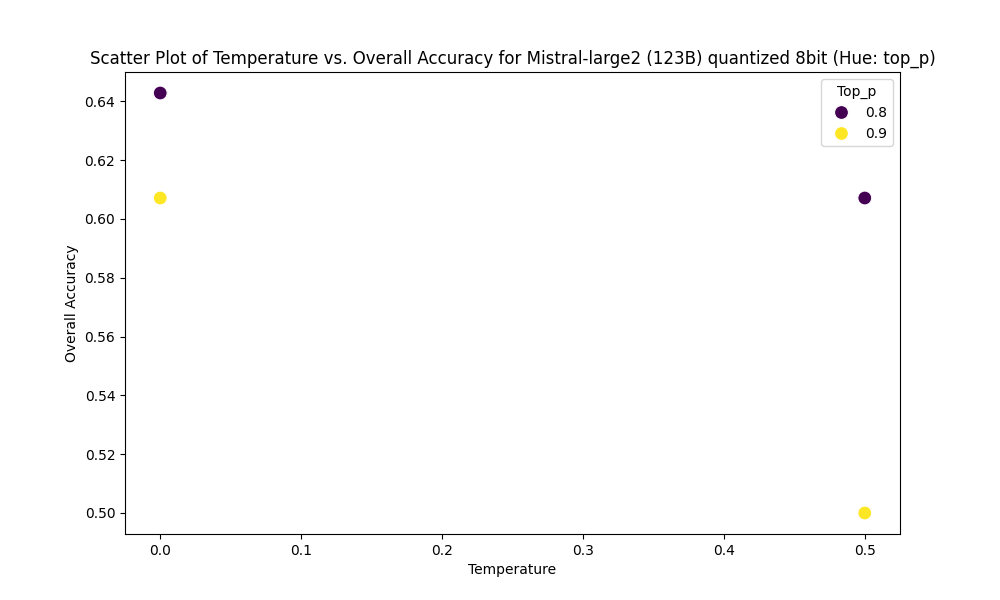 Scatter Plot of Temperature vs. Overall Accuracy for Mistral-large2 (123B) quantized 8bit (Hue: top_p)
Top_p
0.8
0.9
0.64
0.62
0.60
0.58
0.56
0.54
0.52
0.50
Overall Accuracy
0.0 0.1 0.2 0.3 0.4 0.5
Temperature